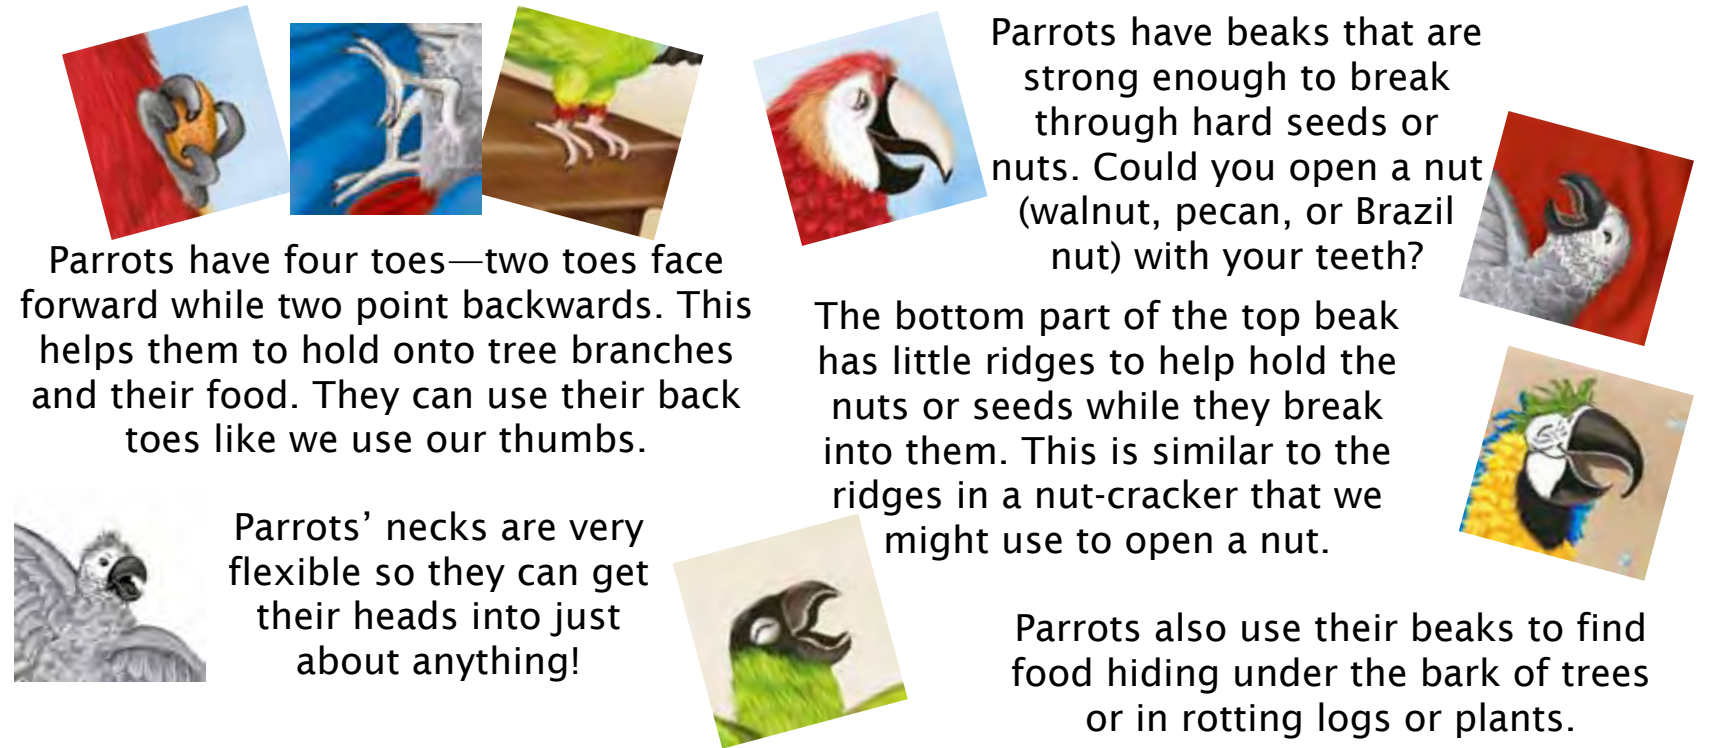 Parrots have four toes—two toes face
forward while two point backwards. This
helps them to hold onto tree branches
and their food. They can use their back
toes like we use our thumbs.
Parrots’ necks are very
flexible so they can get
their heads into just
about anything!
Parrots have beaks that are
strong enough to break
through hard seeds or
nuts. Could you open a nut
(walnut, pecan, or Brazil
nut) with your teeth?
The bottom part of the top beak
has little ridges to help hold the
nuts or seeds while they break
into them. This is similar to the
ridges in a nut-cracker that we
might use to open a nut.
Parrots also use their beaks to find
food hiding under the bark of trees
or in rotting logs or plants.